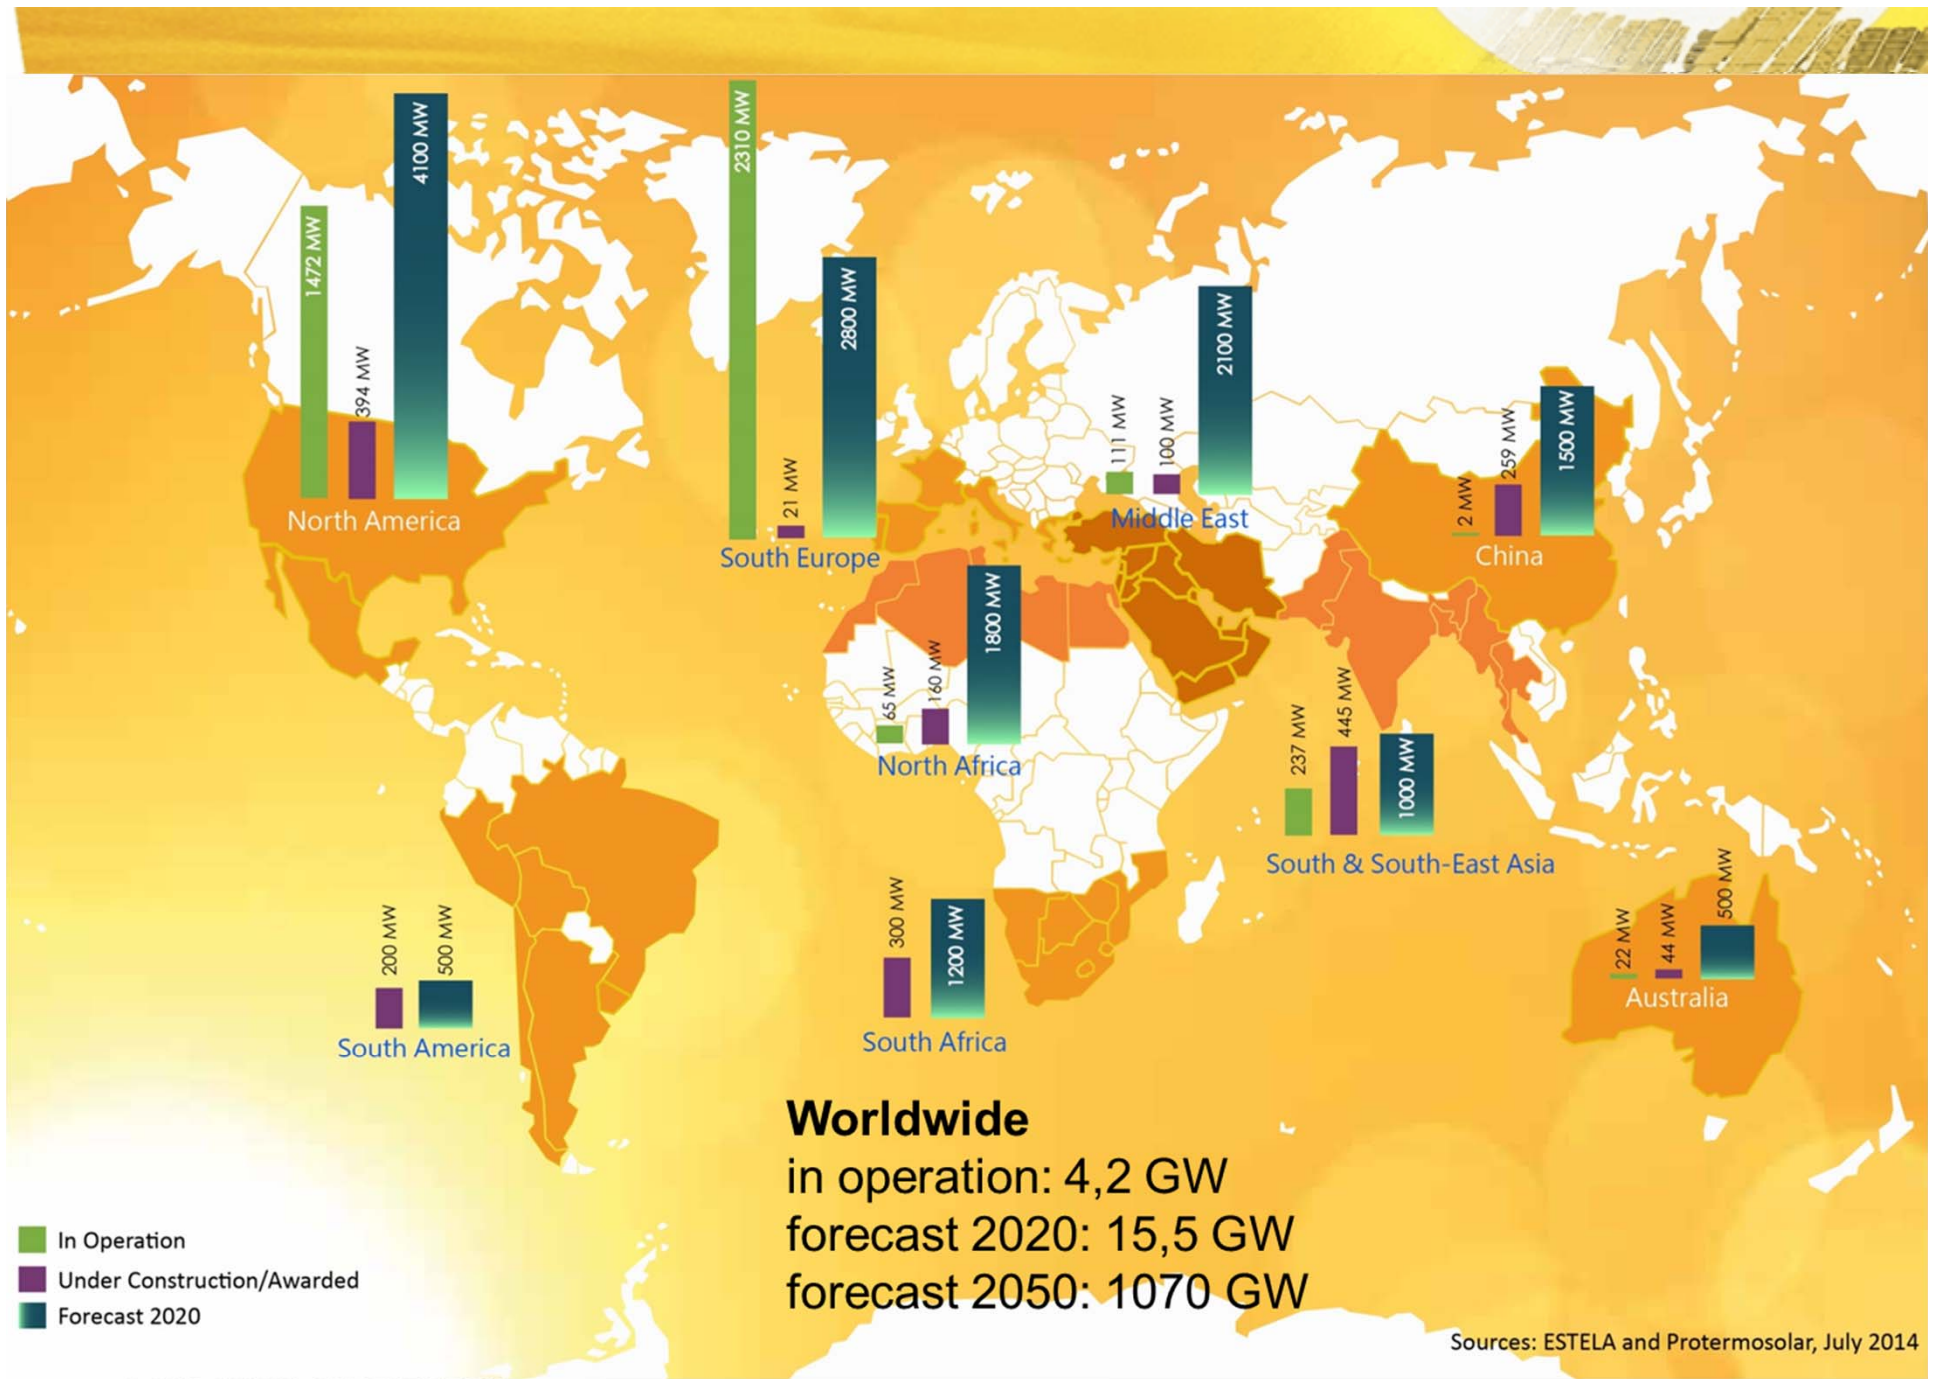 1472 MW
394 MW
4100 MW
North America
2310 MW
21 MW
2800 MW
South Europe
111 MW
100 MW
2100 MW
Middle East
2 MW
259 MW
1500 MW
China
65 MW
160 MW
1800 MW
North Africa
237 MW
445 MW
1000 MW
South & South-East Asia
200 MW
500 MW
South America
300 MW
1200 MW
South Africa
22 MW
44 MW
500 MW
Australia
Worldwide
in operation: 4,2 GW
forecast 2020: 15,5 GW
forecast 2050: 1070 GW
In Operation
Under Construction/Awarded
Forecast 2020
Sources: ESTELA and Protermosolar, July 2014